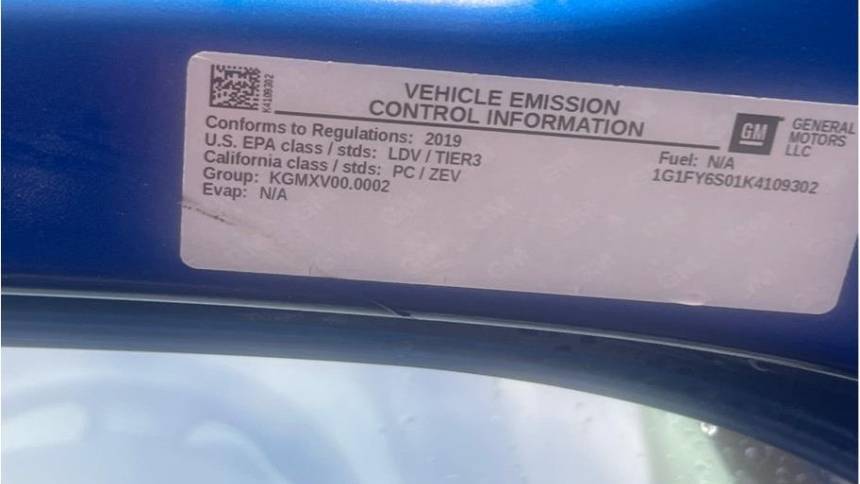 K4109302
VEHICLE EMISSION
CONTROL INFORMATION
GM
GENERAL
MOTORS
LLC
Conforms to Regulations: 2019
U.S. EPA class / stds: LDV / TIER3
California class / stds: PC / ZEV
Group: KGMXV00.0002
Evap: N/A
Fuel: N/A
1G1FY6S01K4109302